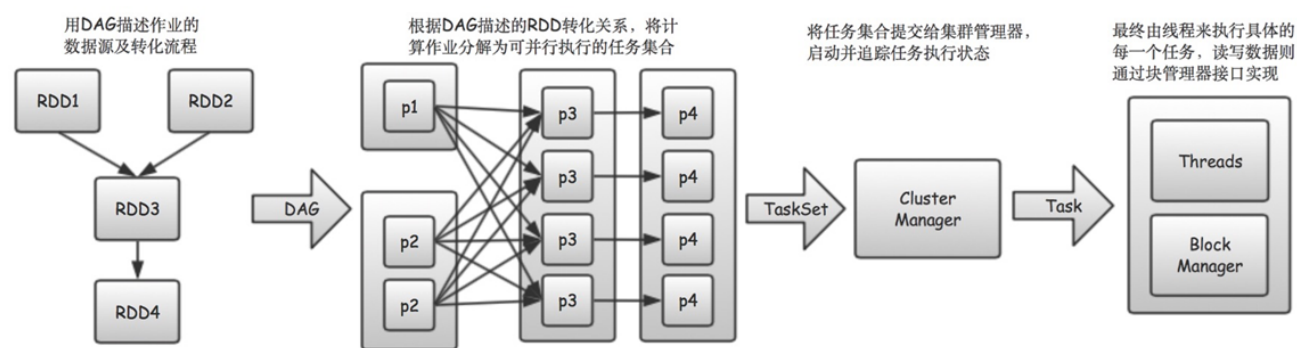 用DAG描述作业的
数据源及转化流程
RDD1
RDD2
RDD3
RDD4
DAG
根据DAG描述的RDD转化关系，将计
算作业分解为可并行执行的任务集合
p1
p2
p2
p3
p3
p3
p3
p4
p4
p4
p4
TaskSet
将任务集合提交给集群管理器，
启动并追踪任务执行状态
Cluster
Manager
Task
最终由线程来执行具体的
每一个任务，读写数据则
通过块管理器接口实现
Threads
Block
Manager